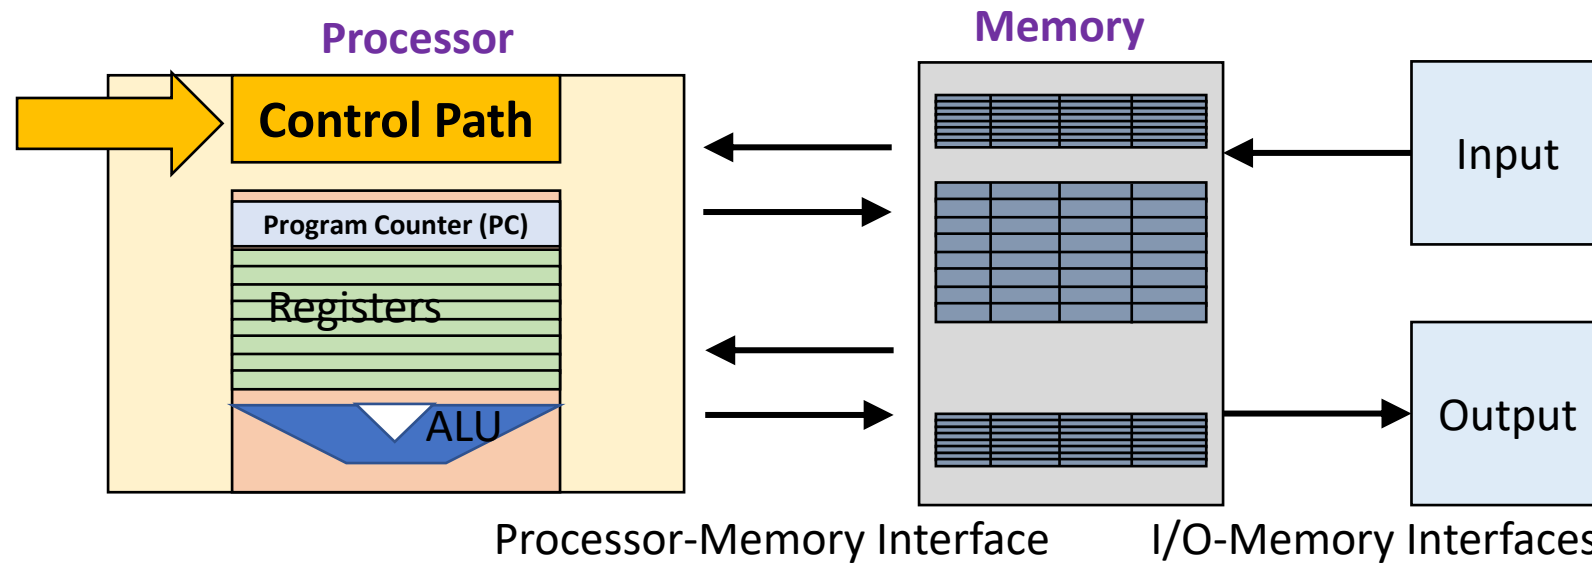 Processor
Memory
Control Path
Input
Program Counter (PC)
Registers
ALU
Output
Processor-Memory Interface
I/O-Memory Interfaces